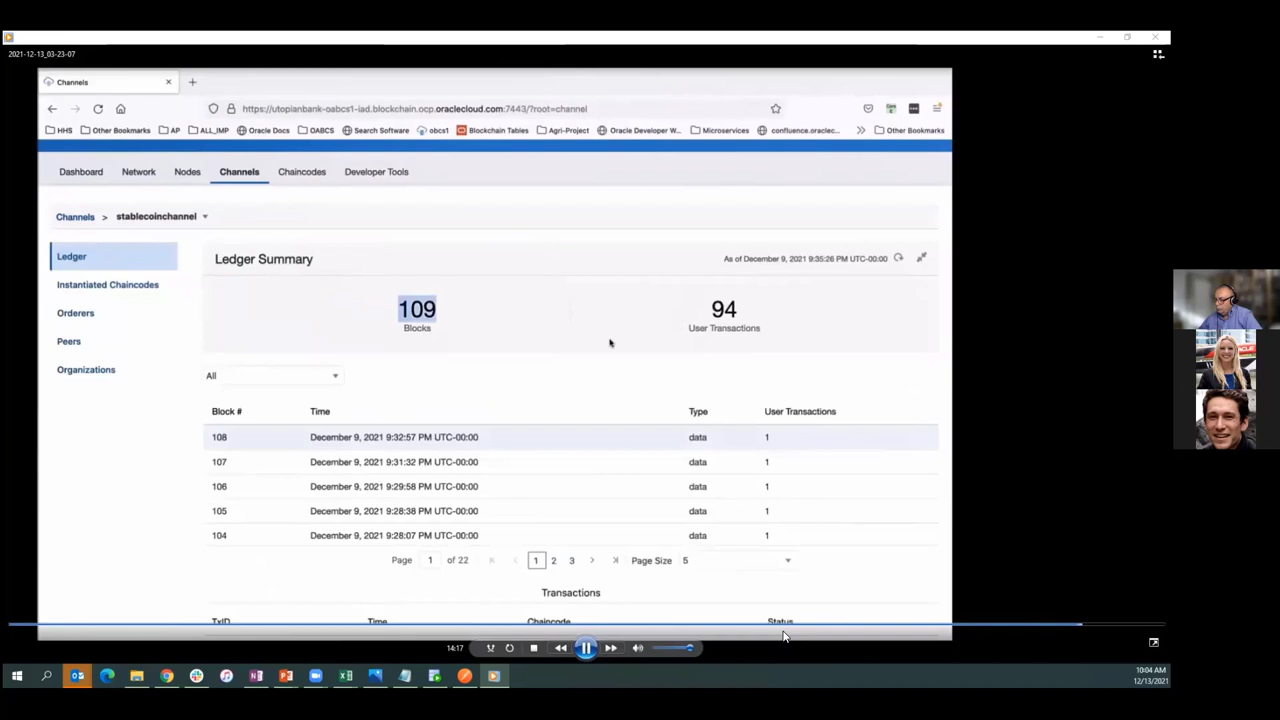 2021-12-13_03-23-07
Channels
https://utopianbank-oabcs1-iad.blockchain.ocp.oraclecloud.com:7443/?root=channel
HHS Other Bookmarks AP ALL_IMP Oracle Docs OABCS Search Software obcs1 Blockchain Tables Agri-Project Oracle Developer W... Microservices confluence.oraclec... Other Bookmarks
Dashboard Network Nodes Channels Chaincodes Developer Tools
Channels > stablecoinchannel
Ledger
Instantiated Chaincodes
Orderers
Peers
Organizations
Ledger Summary
As of December 9, 2021 9:35:26 PM UTC-00:00
109 94
Blocks User Transactions
All
Block # Time Type User Transactions
108 December 9, 2021 9:32:57 PM UTC-00:00 data 1
107 December 9, 2021 9:31:32 PM UTC-00:00 data 1
106 December 9, 2021 9:29:58 PM UTC-00:00 data 1
105 December 9, 2021 9:28:38 PM UTC-00:00 data 1
104 December 9, 2021 9:28:07 PM UTC-00:00 data 1
Page 1 of 22 1 2 3 Page Size 5
Transactions
TxID Time Chaincode Status
14:17
10:04 AM
12/13/2021